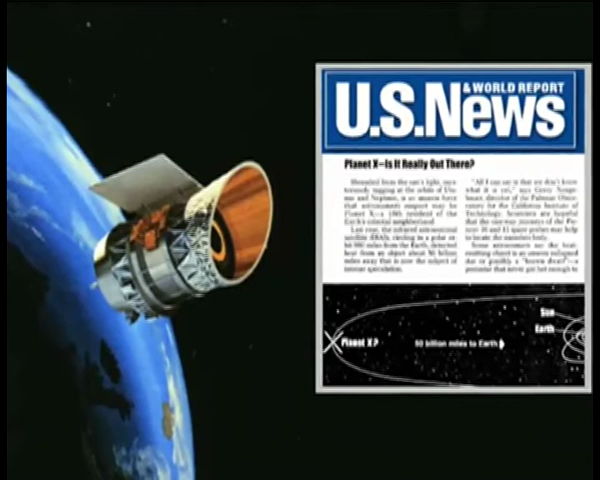 U.S.News
& WORLD REPORT
Planet X—Is It Really Out There?
Shrouded from the sun's light, mys-
teriously tugging at the orbits of Ura-
nus and Neptune, is an unseen force
that astronomers suspect may be
Planet X—a 10th resident of the
Earth's celestial neighborhood.
Last year, the infrared astronomical
satellite (IRAS), circling in a polar or-
bit 560 miles from the Earth, detected
heat from an object about 50 billion
miles away that is now the subject of
intense speculation.
"All I can say is that we don't know
what it is yet," says Gerry Neuge-
bauer, director of the Palomar Obser-
vatory for the California Institute of
Technology. Scientists are hopeful
that the one-way journeys of the Pio-
neer 10 and 11 space probes may help
to locate the nameless body.
Some astronomers say the heat-
emitting object is an unseen collapsed
star or possibly a "brown dwarf"—a
protostar that never got hot enough to
Sun
Earth
Planet X?
50 billion miles to Earth